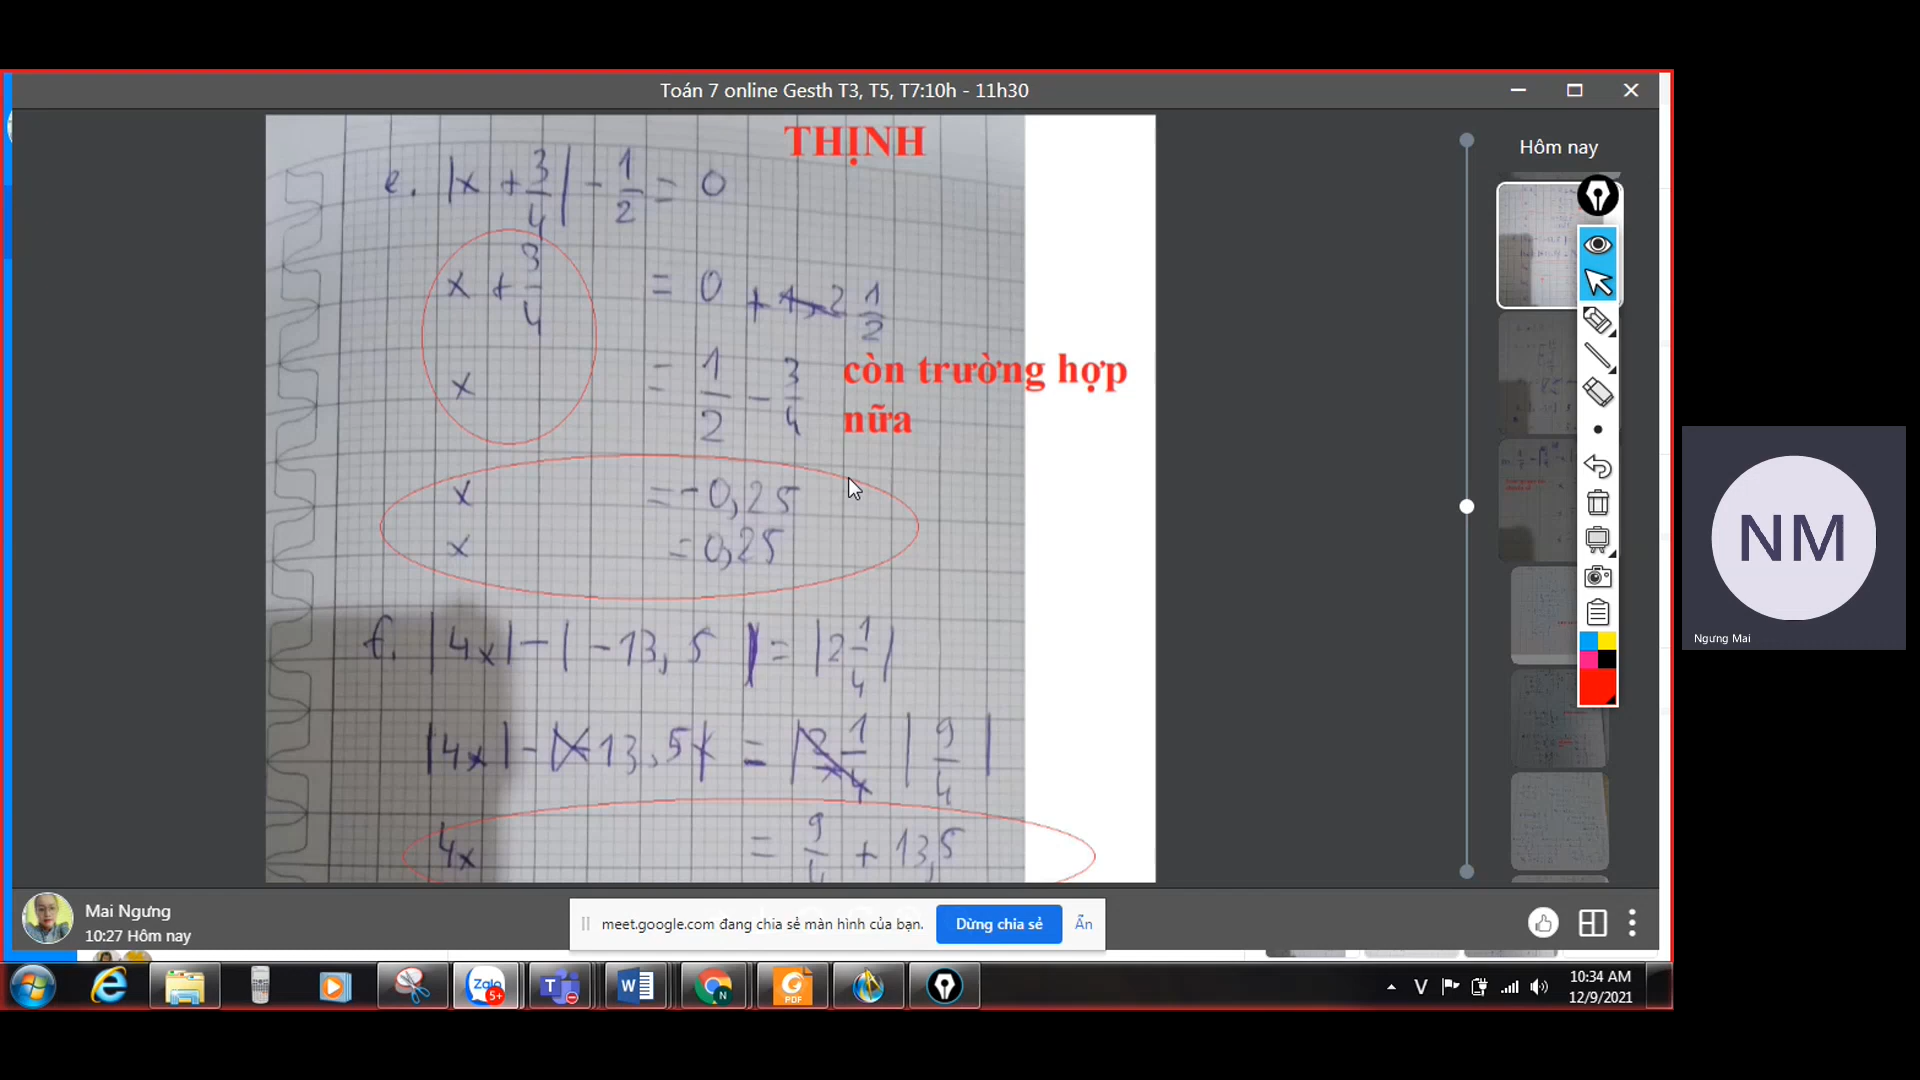 Toán 7 online Gesth T3, T5, T7:10h - 11h30
Hôm nay
THỊNH
e. |x + 3/4| - 1/2 = 0
x + 3/4 = 0 + 1/2
x = 1/2 - 3/4
còn trường hợp
nữa
x = -0,25
x = 0,25
f. |4x| - |-13,5| = |2 1/4|
|4x| - 13,5 = |9/4|
4x = 9/4 + 13,5
NM
Ngưng Mai
Mai Ngưng
10:27 Hôm nay
meet.google.com đang chia sẻ màn hình của bạn.
Dừng chia sẻ
Ẩn
Zalo
5+
T
W
N
PDF
V
10:34 AM
12/9/2021